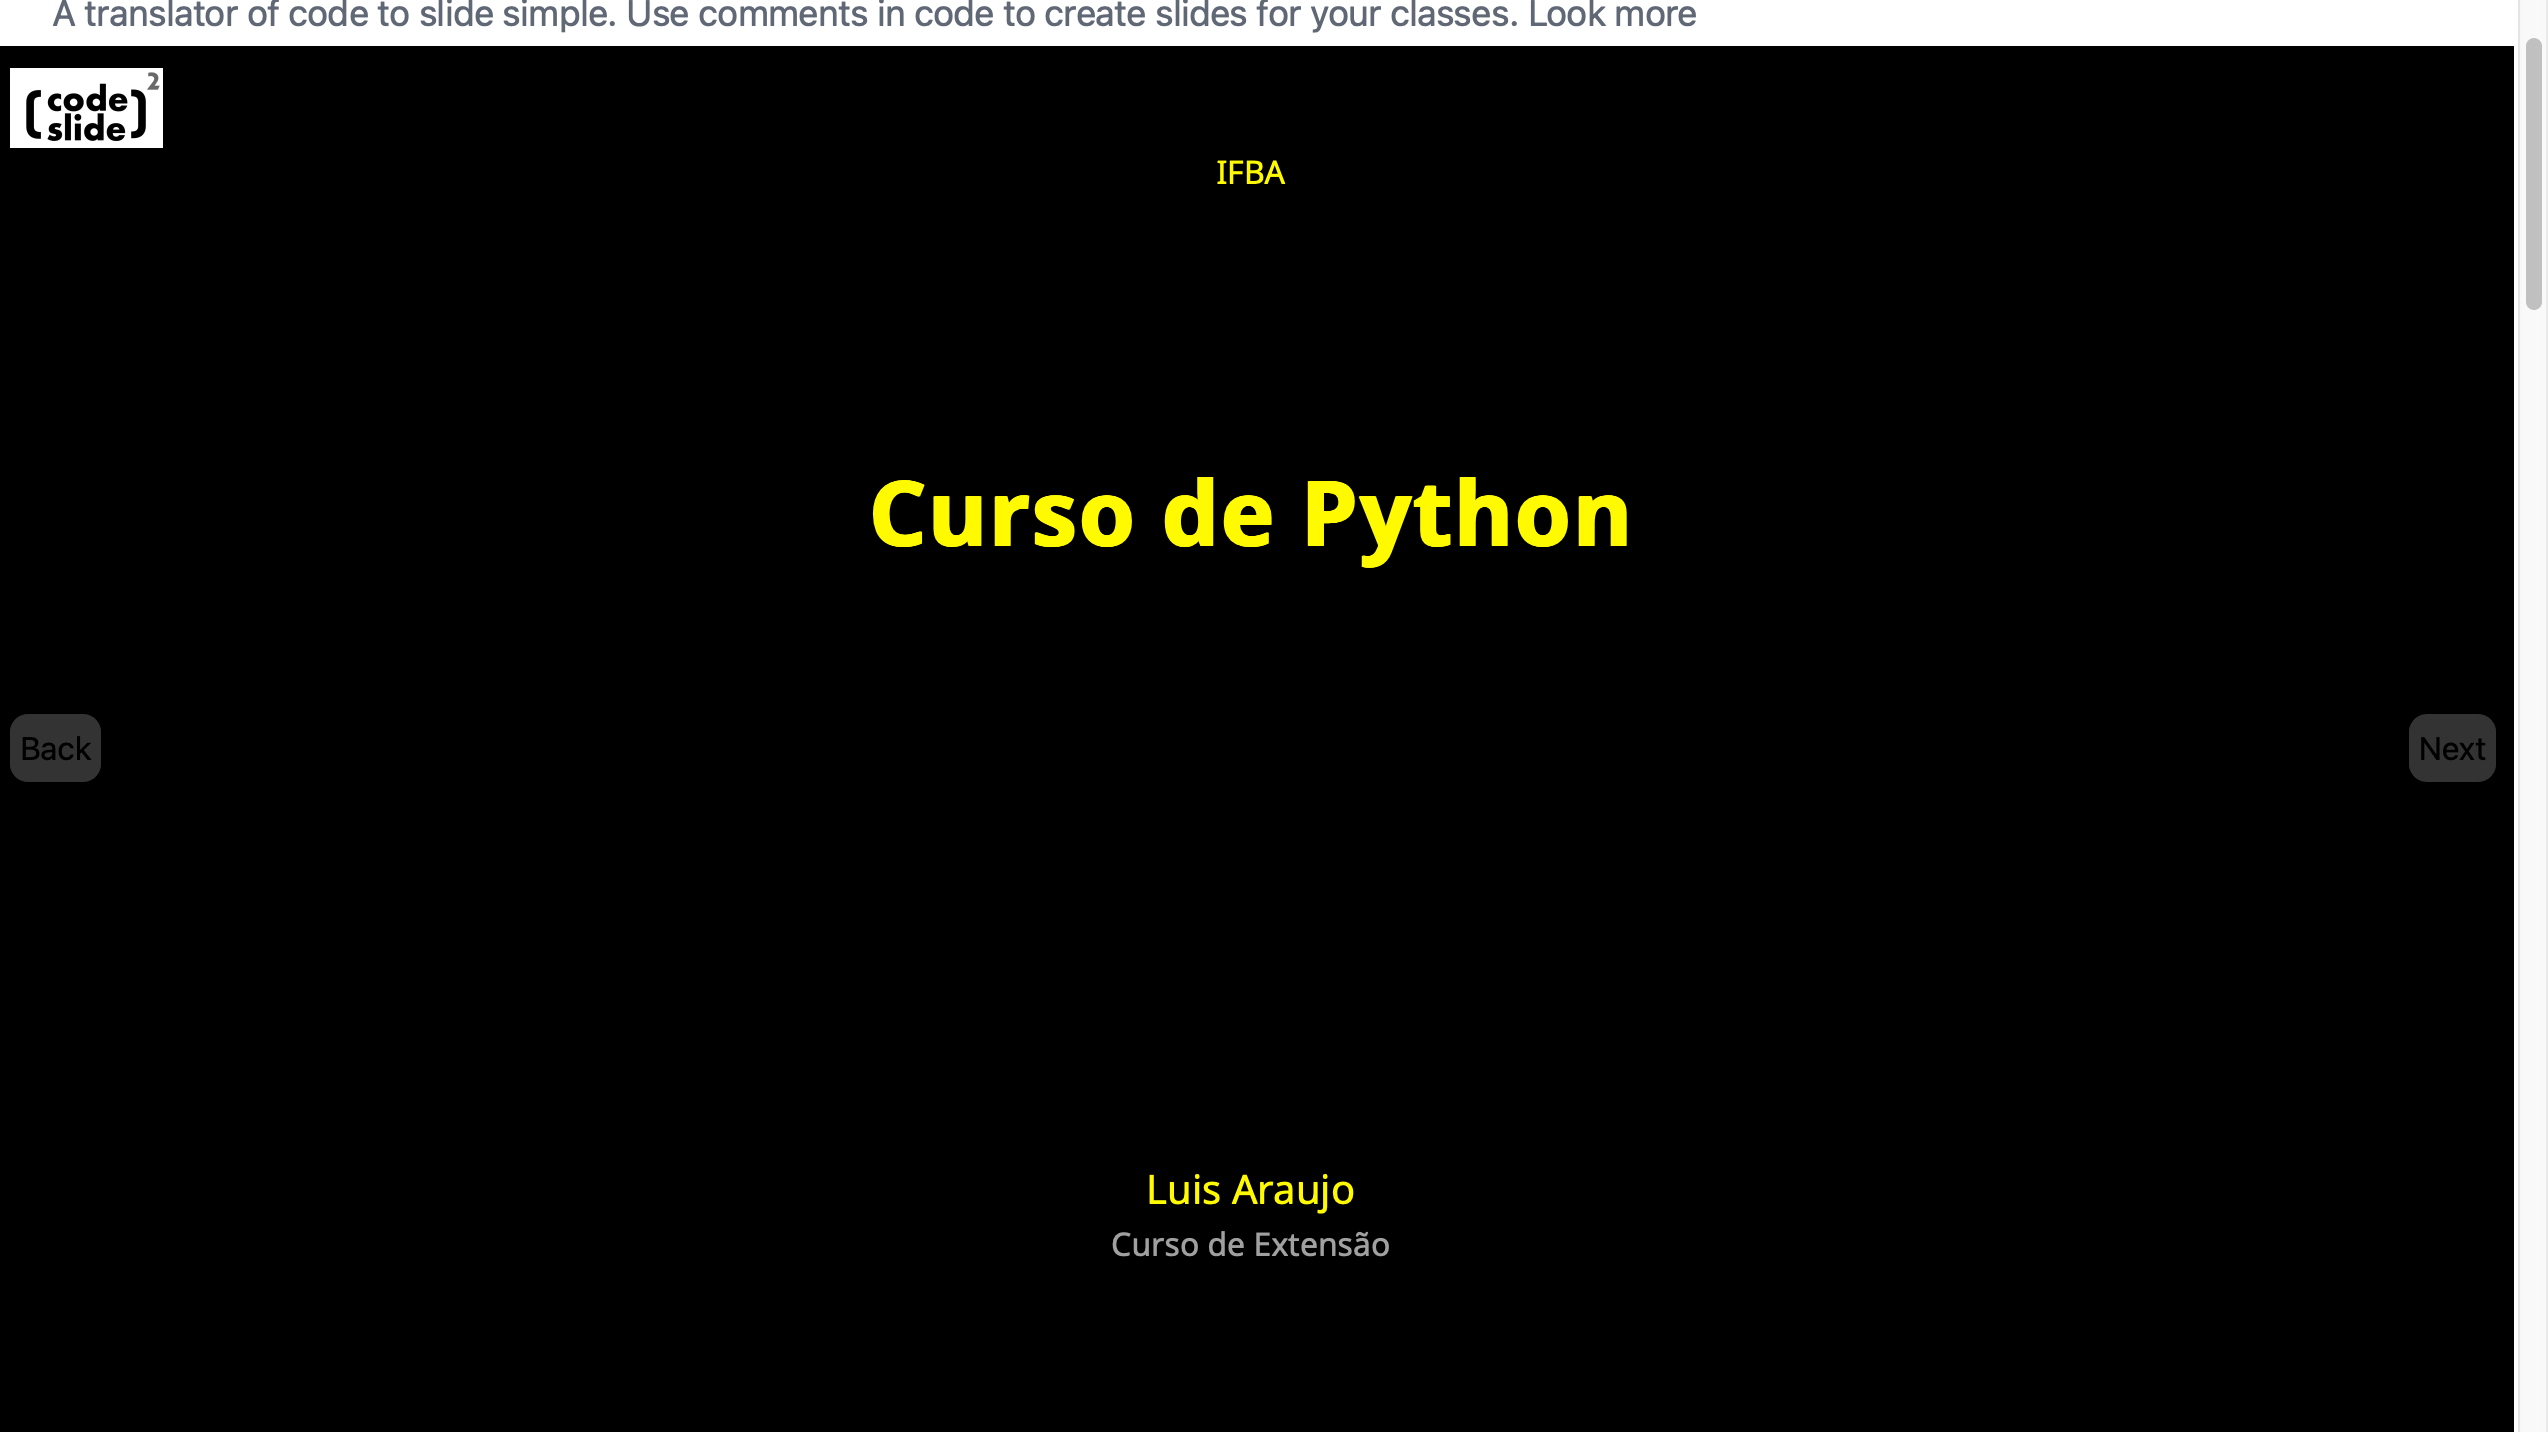 A translator of code to slide simple. Use comments in code to create slides for your classes. Look more
code 2
slide
IFBA
Curso de Python
Back
Next
Luis Araujo
Curso de Extensão